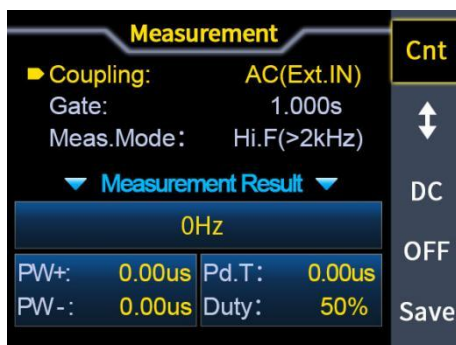 Measurement
Cnt
Coupling: AC(Ext.IN)
Gate: 1.000s
Meas.Mode: Hi.F(>2kHz)
Measurement Result
DC
0Hz
OFF
PW+: 0.00us Pd.T: 0.00us
PW-: 0.00us Duty: 50%
Save